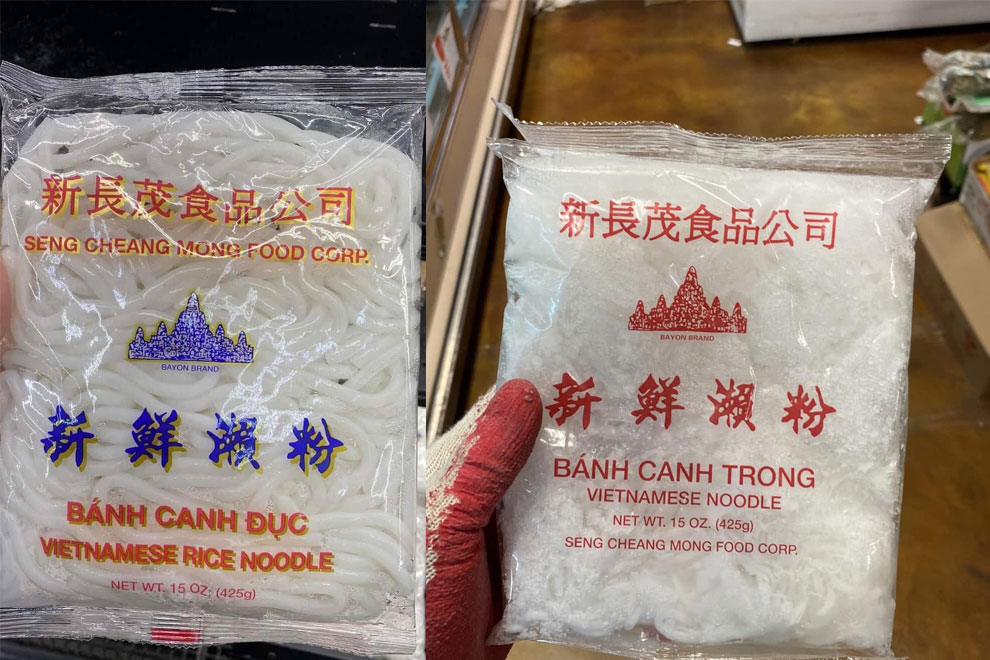 新長茂食品公司
SENG CHEANG MONG FOOD CORP.
BAYON BRAND
新鮮瀨粉
BÁNH CANH ĐỤC
VIETNAMESE RICE NOODLE
NET WT. 15 OZ. (425g)
新長茂食品公司
BAYON BRAND
新鮮瀨粉
BÁNH CANH TRONG
VIETNAMESE NOODLE
NET WT. 15 OZ. (425g)
SENG CHEANG MONG FOOD CORP.